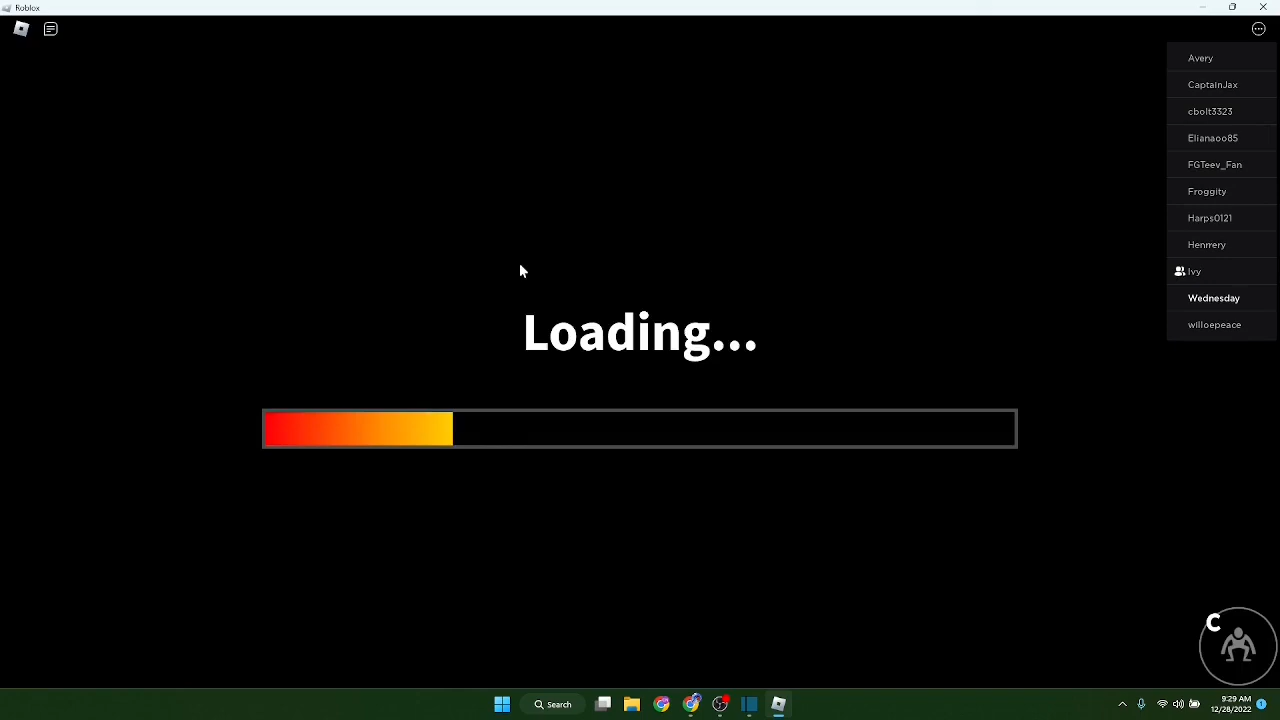 Roblox
Avery
CaptainJax
cbolt3323
Elianaoo85
FGTeev_Fan
Froggity
Harps0121
Henrrery
Ivy
Wednesday
willoepeace
Loading...
C
Search
9:29 AM
12/28/2022
1